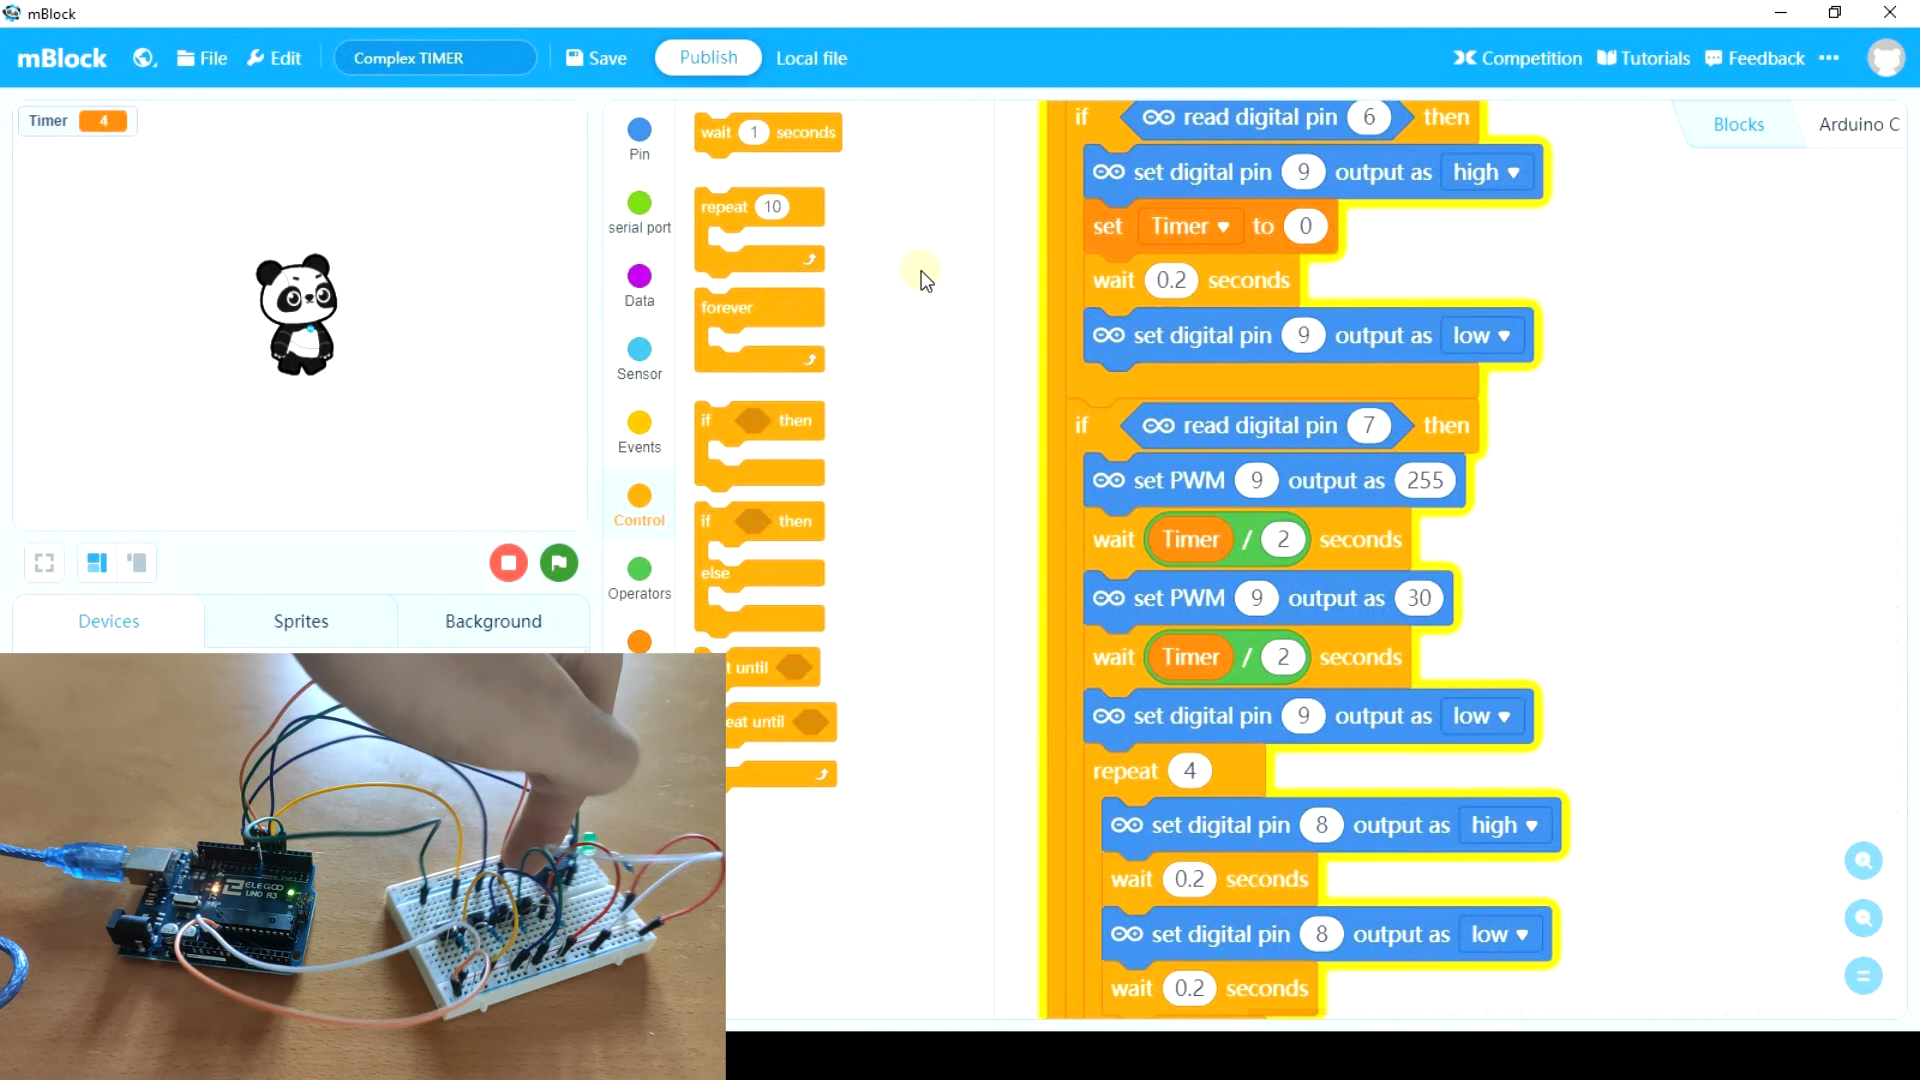 mBlock
mBlock File Edit Complex TIMER Save Publish Local file Competition Tutorials Feedback
Timer 4
Devices Sprites Background
Pin
serial port
Data
Sensor
Events
Control
Operators
wait 1 seconds
repeat 10
forever
if then
if then
else
t until
eat until
Blocks Arduino C
if read digital pin 6 then
set digital pin 9 output as high
set Timer to 0
wait 0.2 seconds
set digital pin 9 output as low
if read digital pin 7 then
set PWM 9 output as 255
wait Timer / 2 seconds
set PWM 9 output as 30
wait Timer / 2 seconds
set digital pin 9 output as low
repeat 4
set digital pin 8 output as high
wait 0.2 seconds
set digital pin 8 output as low
wait 0.2 seconds
ELEGOO
UNO R3